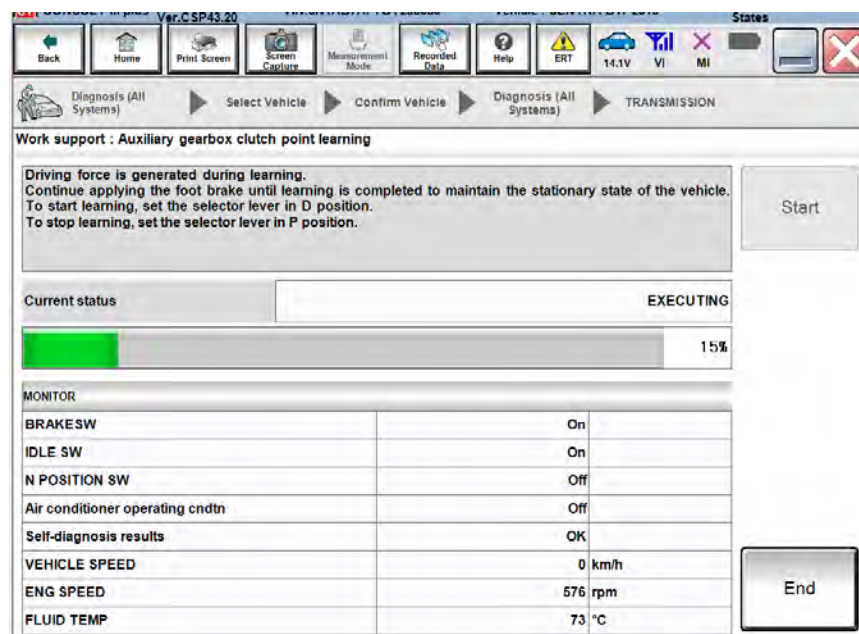 Ver.CSP43.20
States
Back
Home
Print Screen
Screen Capture
Measurement Mode
Recorded Data
Help
ERT
14.1V
VI
MI
Diagnosis (All Systems)
Select Vehicle
Confirm Vehicle
Diagnosis (All Systems)
TRANSMISSION
Work support : Auxiliary gearbox clutch point learning
Driving force is generated during learning.
Continue applying the foot brake until learning is completed to maintain the stationary state of the vehicle.
To start learning, set the selector lever in D position.
To stop learning, set the selector lever in P position.
Start
Current status EXECUTING
15%
MONITOR
BRAKESW On
IDLE SW On
N POSITION SW Off
Air conditioner operating cndtn Off
Self-diagnosis results OK
VEHICLE SPEED 0 km/h
ENG SPEED 576 rpm
FLUID TEMP 73 °C
End